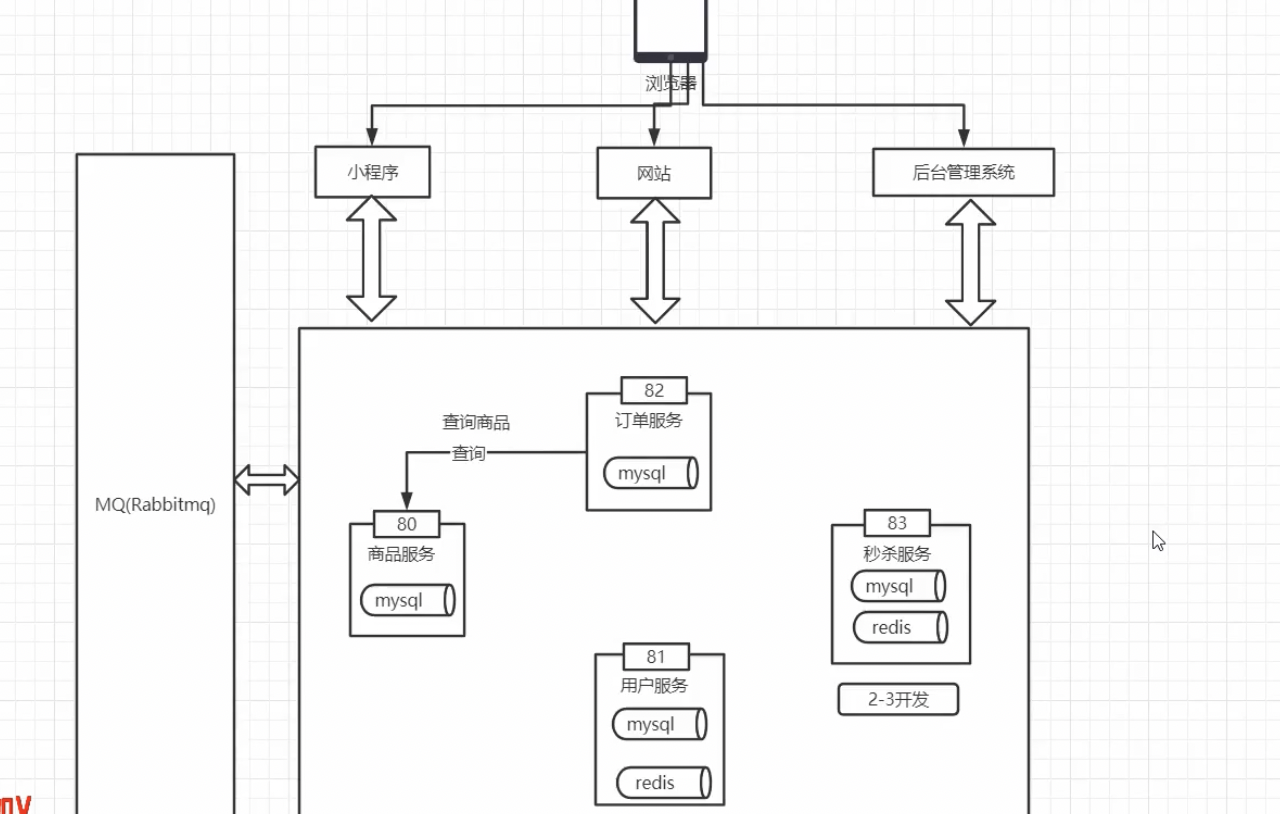 浏览器
小程序
网站
后台管理系统
82
订单服务
mysql
查询商品
查询
MQ(Rabbitmq)
80
商品服务
mysql
83
秒杀服务
mysql
redis
2-3开发
81
用户服务
mysql
redis